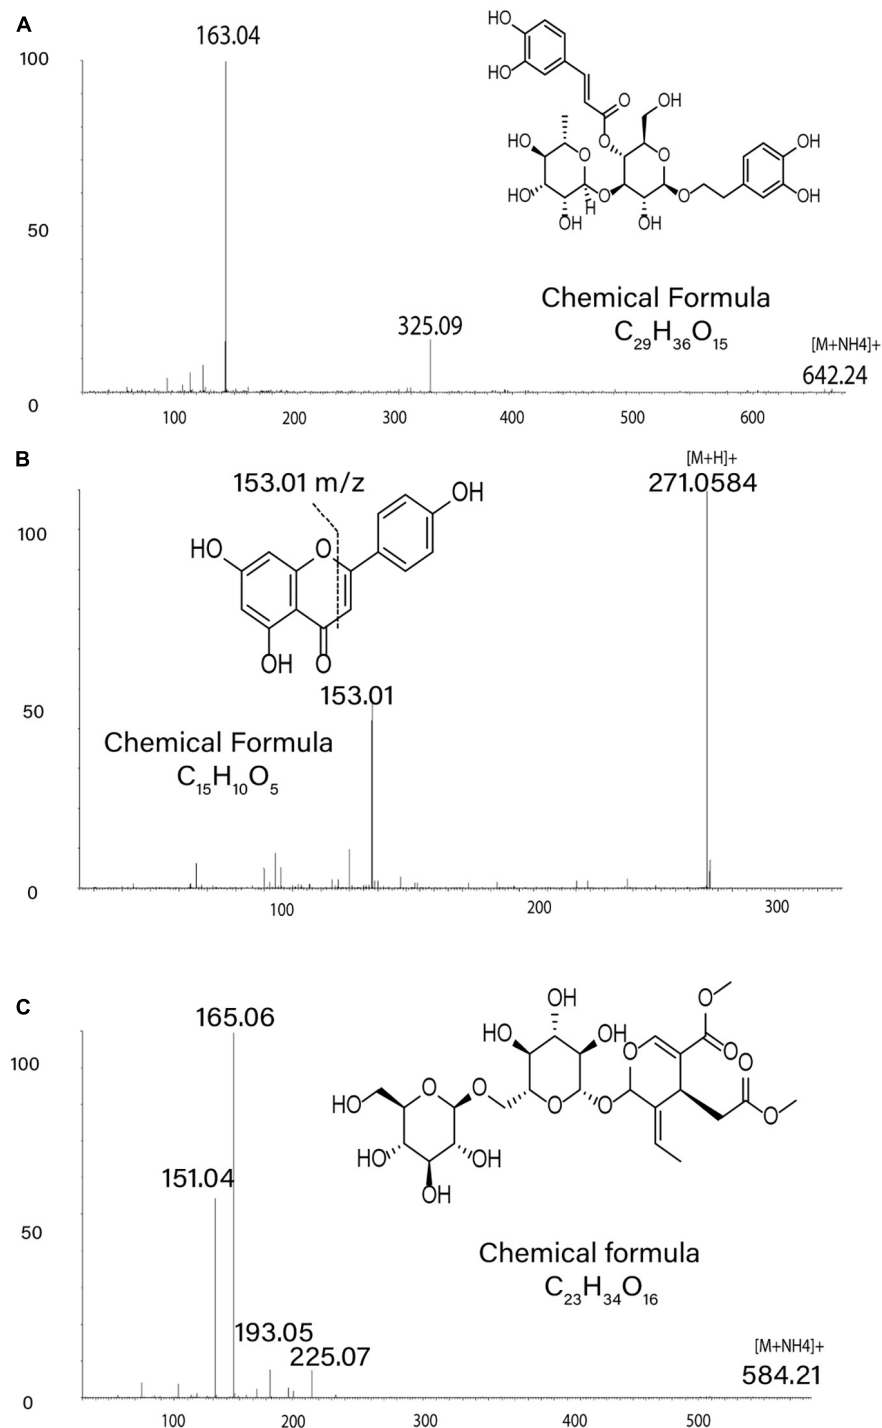 A
163.04
HO
HO
O
OH
O
HO
O
O
OH
HO
O
O
OH
H
OH
OH
100
50
0
325.09
Chemical Formula
C29H36O15
[M+NH4]+
642.24
100 200 300 400 500 600
B
[M+H]+
271.0584
153.01 m/z
OH
HO
O
OH O
100
50
0
153.01
Chemical Formula
C15H10O5
100 200 300
C
165.06
OH
O
HO
OH
O
O
O
O
O
HO
O
O
O
HO
OH
OH
151.04
100
50
0
Chemical formula
C23H34O16
193.05
225.07
[M+NH4]+
584.21
100 200 300 400 500